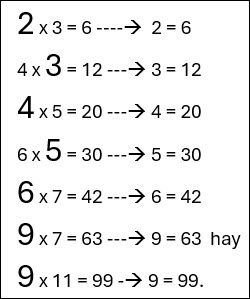 2 x 3 = 6 ----→ 2 = 6
4 x 3 = 12 ---→ 3 = 12
4 x 5 = 20 ---→ 4 = 20
6 x 5 = 30 ---→ 5 = 30
6 x 7 = 42 ---→ 6 = 42
9 x 7 = 63 ---→ 9 = 63 hay
9 x 11 = 99 -→ 9 = 99.